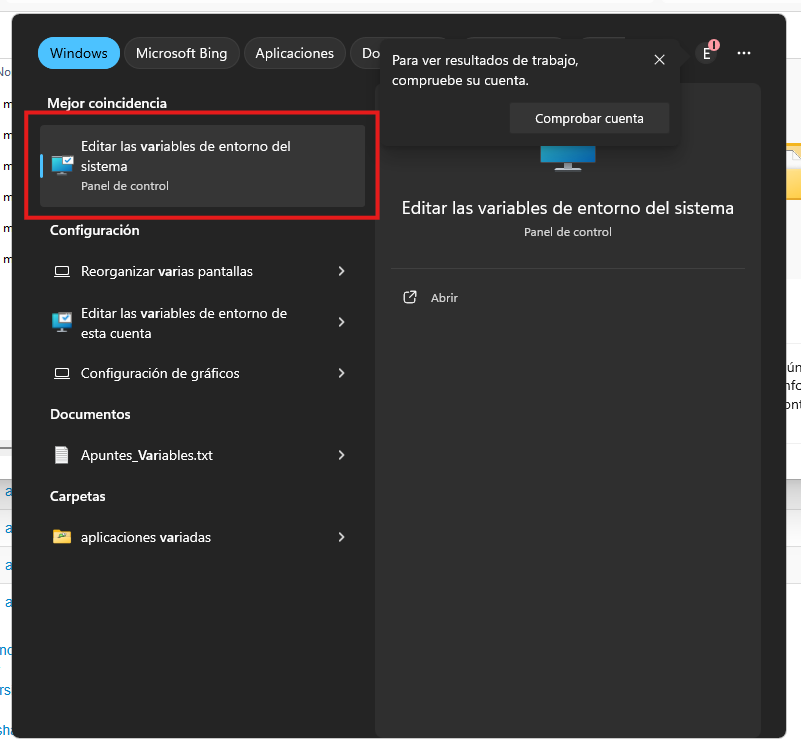 Windows
Microsoft Bing
Aplicaciones
Do
E
Para ver resultados de trabajo,
compruebe su cuenta.
Comprobar cuenta
Mejor coincidencia
Editar las variables de entorno del
sistema
Panel de control
Configuración
Reorganizar varias pantallas
Editar las variables de entorno de
esta cuenta
Configuración de gráficos
Documentos
Apuntes_Variables.txt
Carpetas
aplicaciones variadas
Editar las variables de entorno del sistema
Panel de control
Abrir